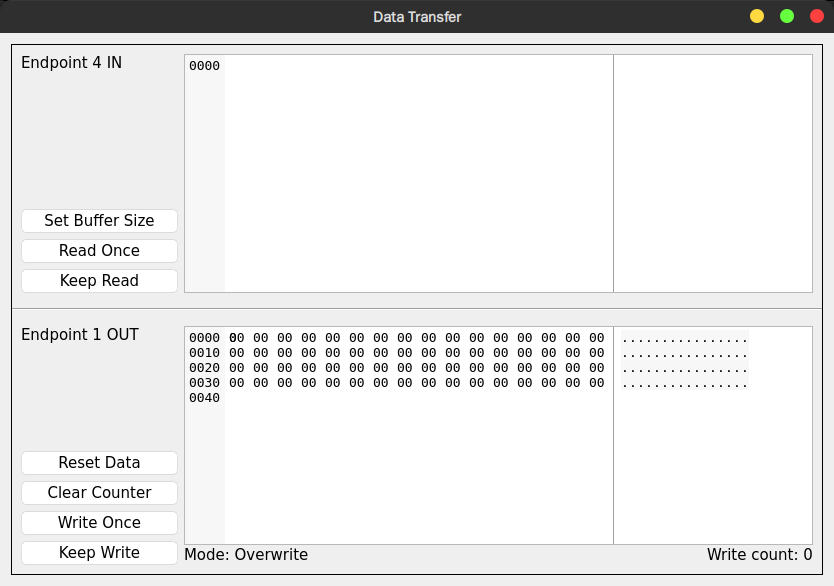 Data Transfer
Endpoint 4 IN
0000
Set Buffer Size
Read Once
Keep Read
Endpoint 1 OUT
0000 00 00 00 00 00 00 00 00 00 00 00 00 00 00 00 00 ................
0010 00 00 00 00 00 00 00 00 00 00 00 00 00 00 00 00 ................
0020 00 00 00 00 00 00 00 00 00 00 00 00 00 00 00 00 ................
0030 00 00 00 00 00 00 00 00 00 00 00 00 00 00 00 00 ................
0040
Reset Data
Clear Counter
Write Once
Keep Write
Mode: Overwrite
Write count: 0